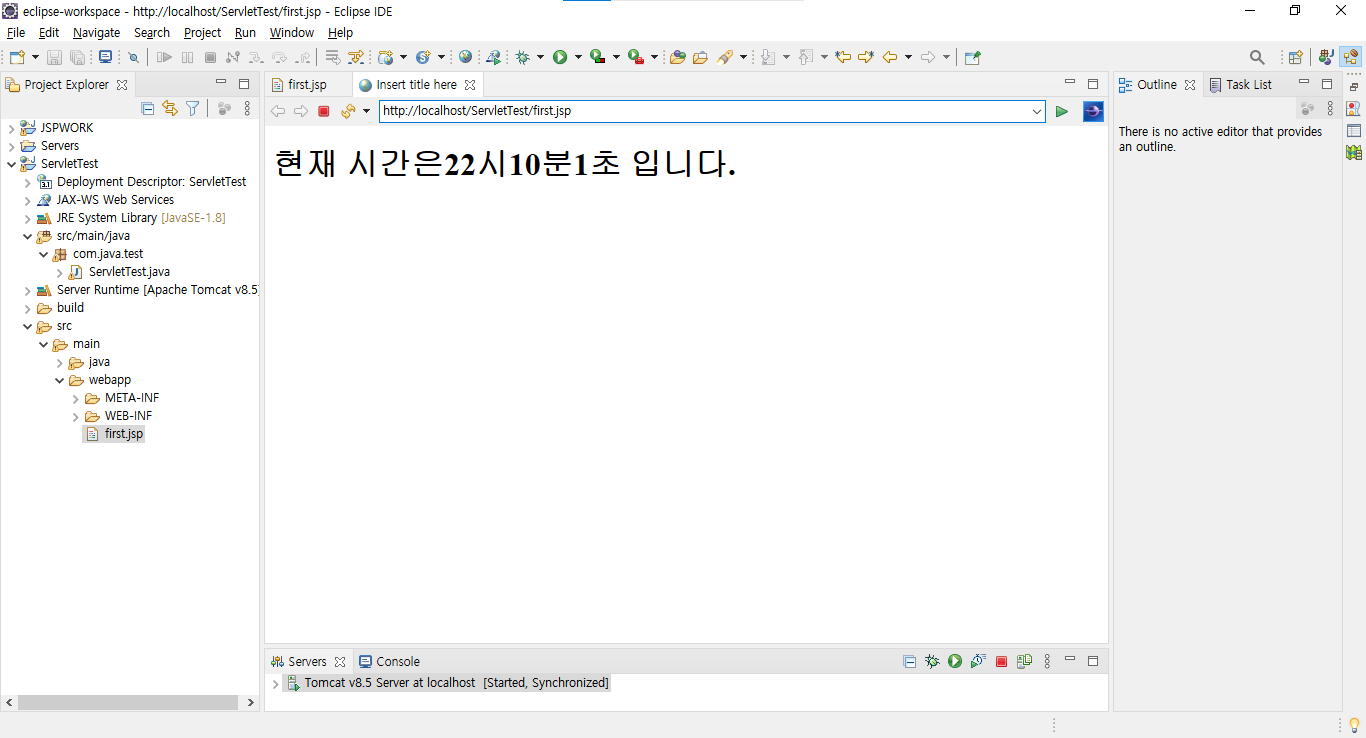 eclipse-workspace - http://localhost/ServletTest/first.jsp - Eclipse IDE
File Edit Navigate Search Project Run Window Help
Project Explorer
JSPWORK
Servers
ServletTest
Deployment Descriptor: ServletTest
3.1
JAX-WS Web Services
JRE System Library [JavaSE-1.8]
src/main/java
com.java.test
ServletTest.java
Server Runtime [Apache Tomcat v8.5]
build
src
main
java
webapp
META-INF
WEB-INF
first.jsp
first.jsp
Insert title here
http://localhost/ServletTest/first.jsp
현재 시간은22시10분1초 입니다.
Servers
Console
Tomcat v8.5 Server at localhost [Started, Synchronized]
Outline
Task List
There is no active editor that provides
an outline.